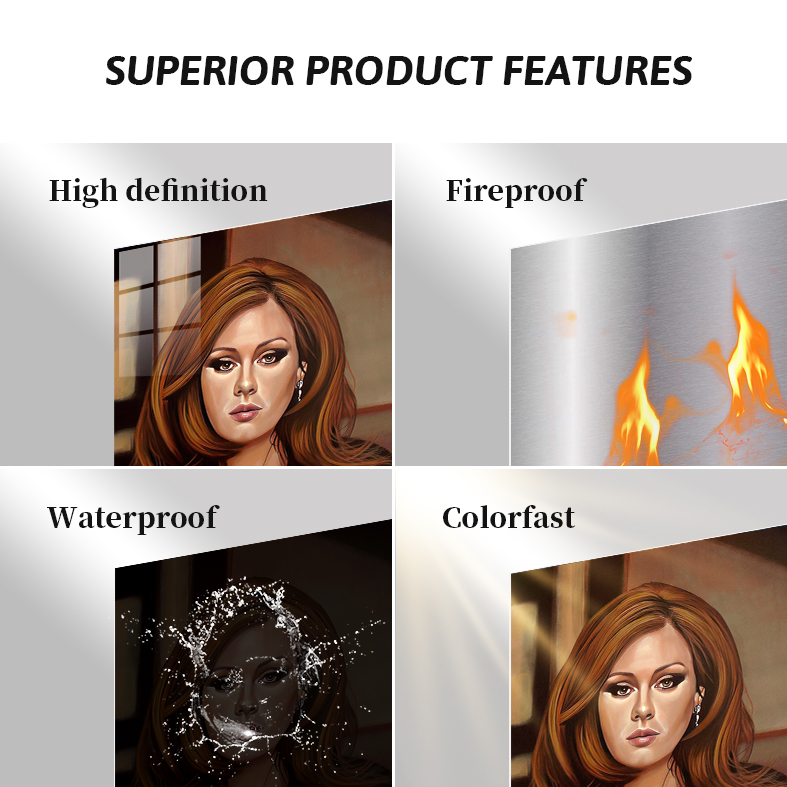 SUPERIOR PRODUCT FEATURES
High definition
Fireproof
Waterproof
Colorfast